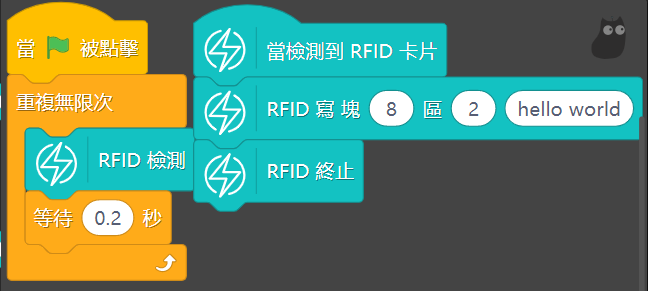 當 被點擊
重複無限次
RFID 檢測
等待 0.2 秒
當檢測到 RFID 卡片
RFID 寫 塊 8 區 2 hello world
RFID 終止